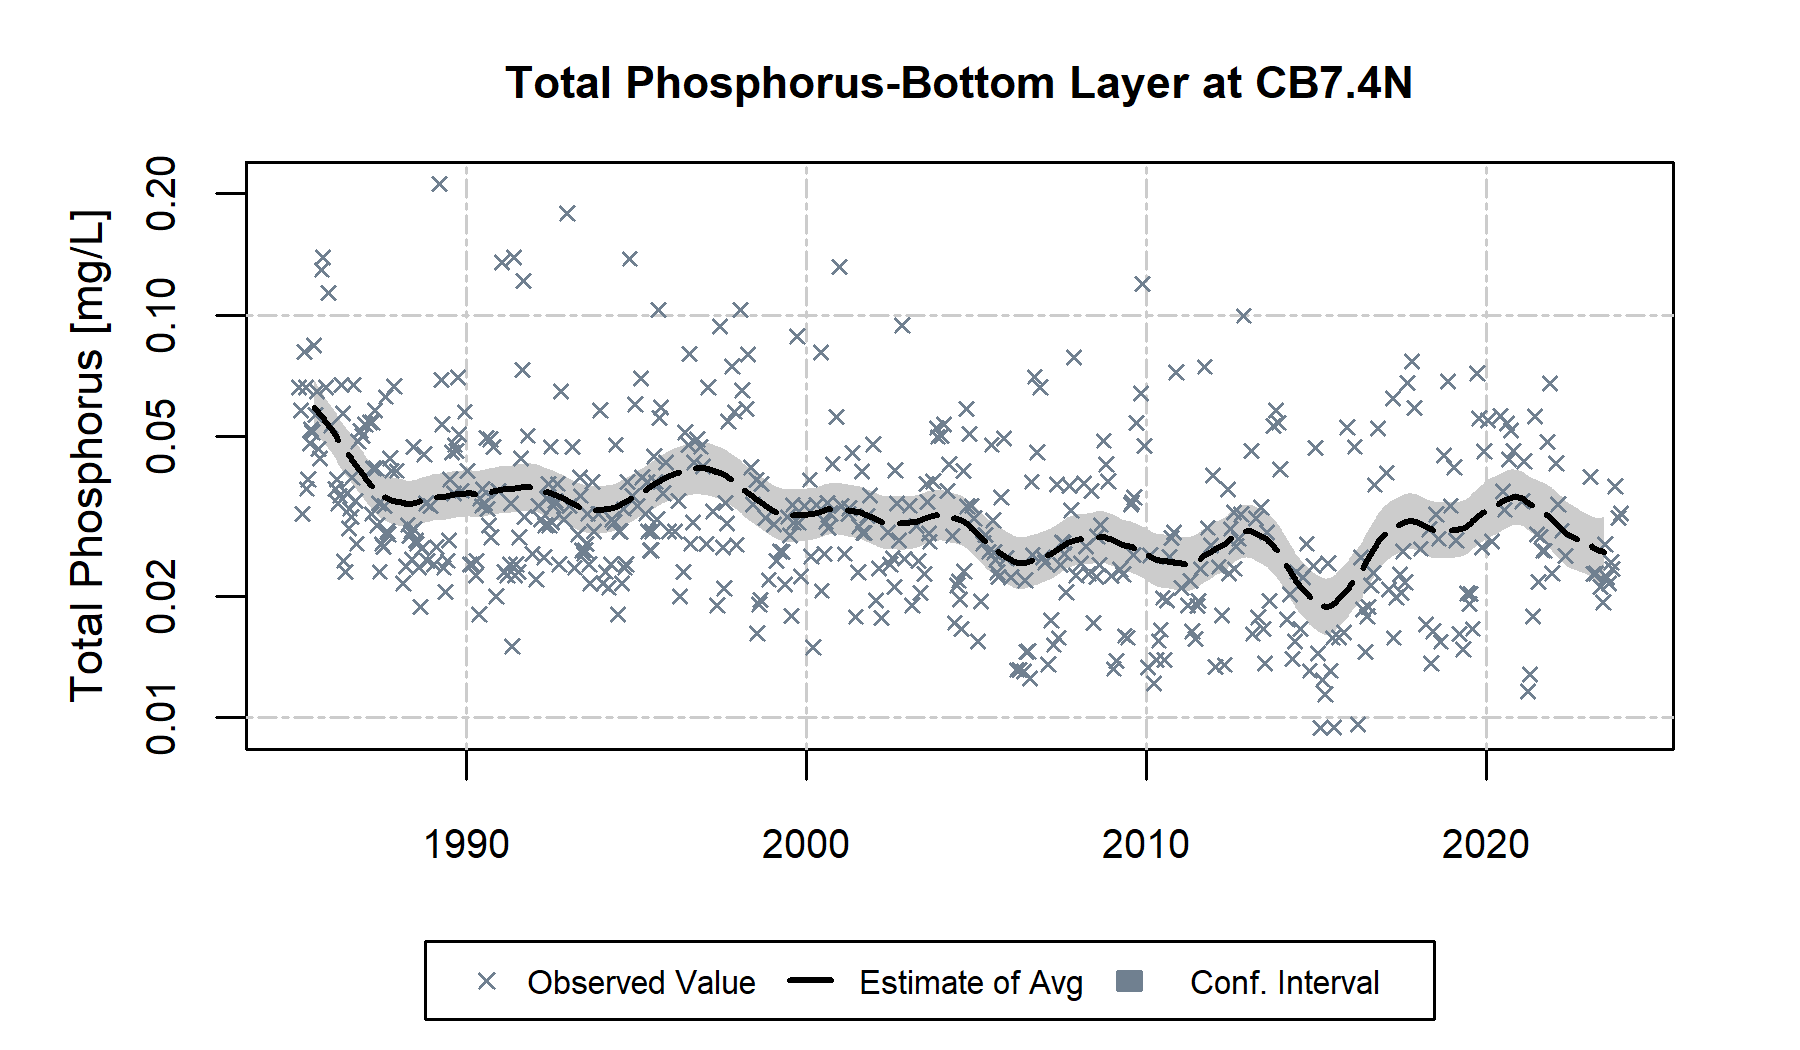 Total Phosphorus-Bottom Layer at CB7.4N
Total Phosphorus [mg/L]
0.20
0.10
0.05
0.02
0.01
1990 2000 2010 2020
Observed Value Estimate of Avg Conf. Interval